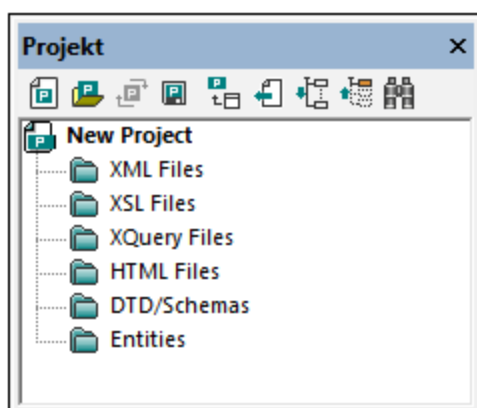 Projekt
New Project
XML Files
XSL Files
XQuery Files
HTML Files
DTD/Schemas
Entities